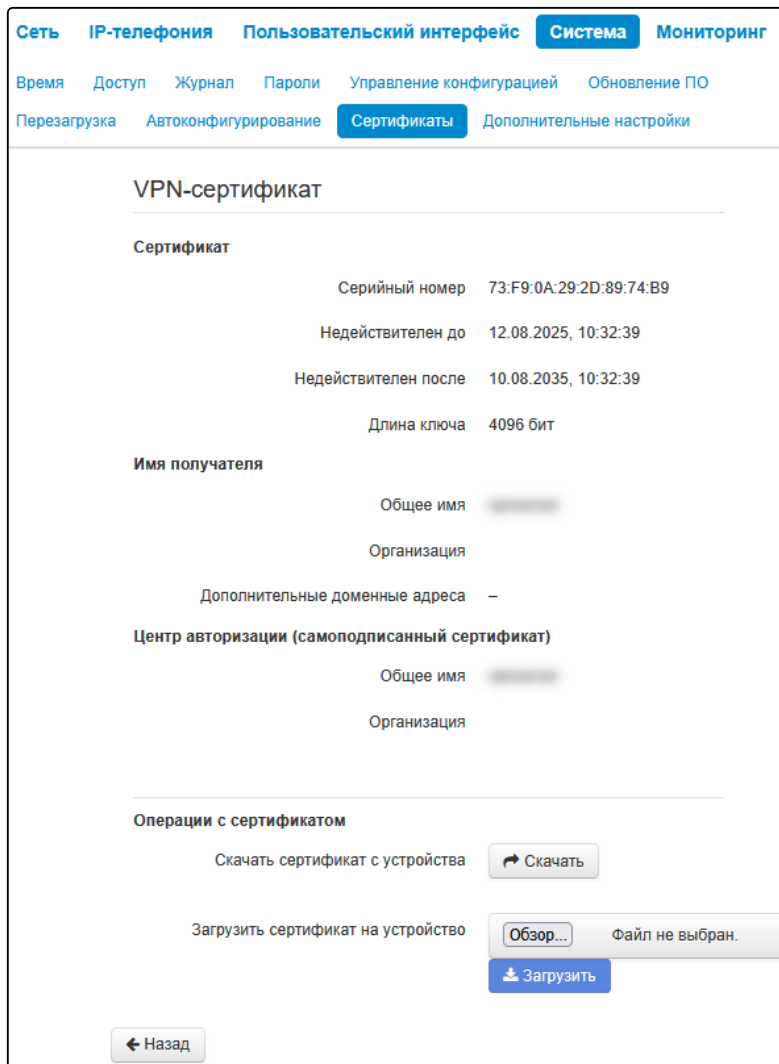 Сеть IP-телефония Пользовательский интерфейс Система Мониторинг
Время Доступ Журнал Пароли Управление конфигурацией Обновление ПО
Перезагрузка Автоконфигурирование Сертификаты Дополнительные настройки
VPN-сертификат
Сертификат
Серийный номер 73:F9:0A:29:2D:89:74:B9
Недействителен до 12.08.2025, 10:32:39
Недействителен после 10.08.2035, 10:32:39
Длина ключа 4096 бит
Имя получателя
Общее имя
Организация
Дополнительные доменные адреса –
Центр авторизации (самоподписанный сертификат)
Общее имя
Организация
Операции с сертификатом
Скачать сертификат с устройства Скачать
Загрузить сертификат на устройство Обзор... Файл не выбран.
Загрузить
Назад